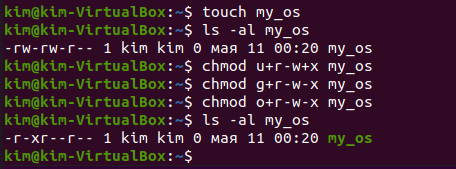 kim@kim-VirtualBox:~$ touch my_os
kim@kim-VirtualBox:~$ ls -al my_os
-rw-rw-r-- 1 kim kim 0 мая 11 00:20 my_os
kim@kim-VirtualBox:~$ chmod u+r-w+x my_os
kim@kim-VirtualBox:~$ chmod g+r-w-x my_os
kim@kim-VirtualBox:~$ chmod o+r-w-x my_os
kim@kim-VirtualBox:~$ ls -al my_os
-r-xr--r-- 1 kim kim 0 мая 11 00:20 my_os
kim@kim-VirtualBox:~$